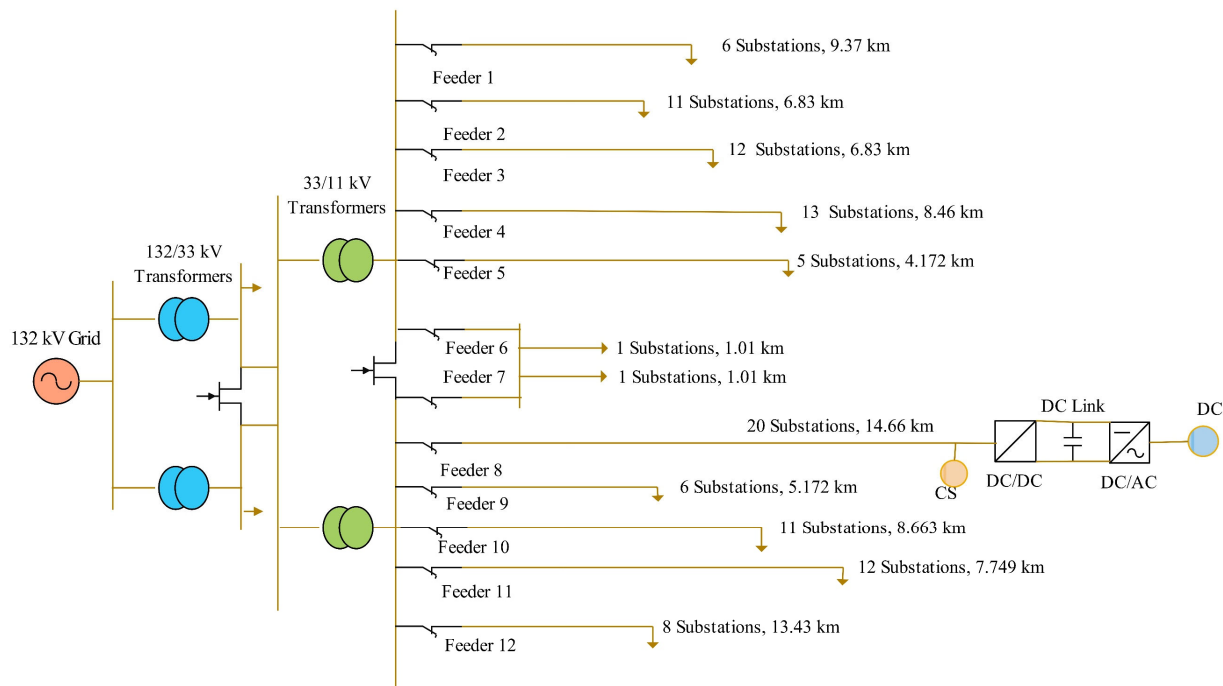 6 Substations, 9.37 km
Feeder 1
11 Substations, 6.83 km
Feeder 2
12 Substations, 6.83 km
Feeder 3
33/11 kV
Transformers
13 Substations, 8.46 km
Feeder 4
132/33 kV
Transformers
5 Substations, 4.172 km
Feeder 5
132 kV Grid
Feeder 6
1 Substations, 1.01 km
Feeder 7
1 Substations, 1.01 km
DC Link
DC
20 Substations, 14.66 km
Feeder 8
DC/DC
DC/AC
CS
6 Substations, 5.172 km
Feeder 9
11 Substations, 8.663 km
Feeder 10
12 Substations, 7.749 km
Feeder 11
8 Substations, 13.43 km
Feeder 12